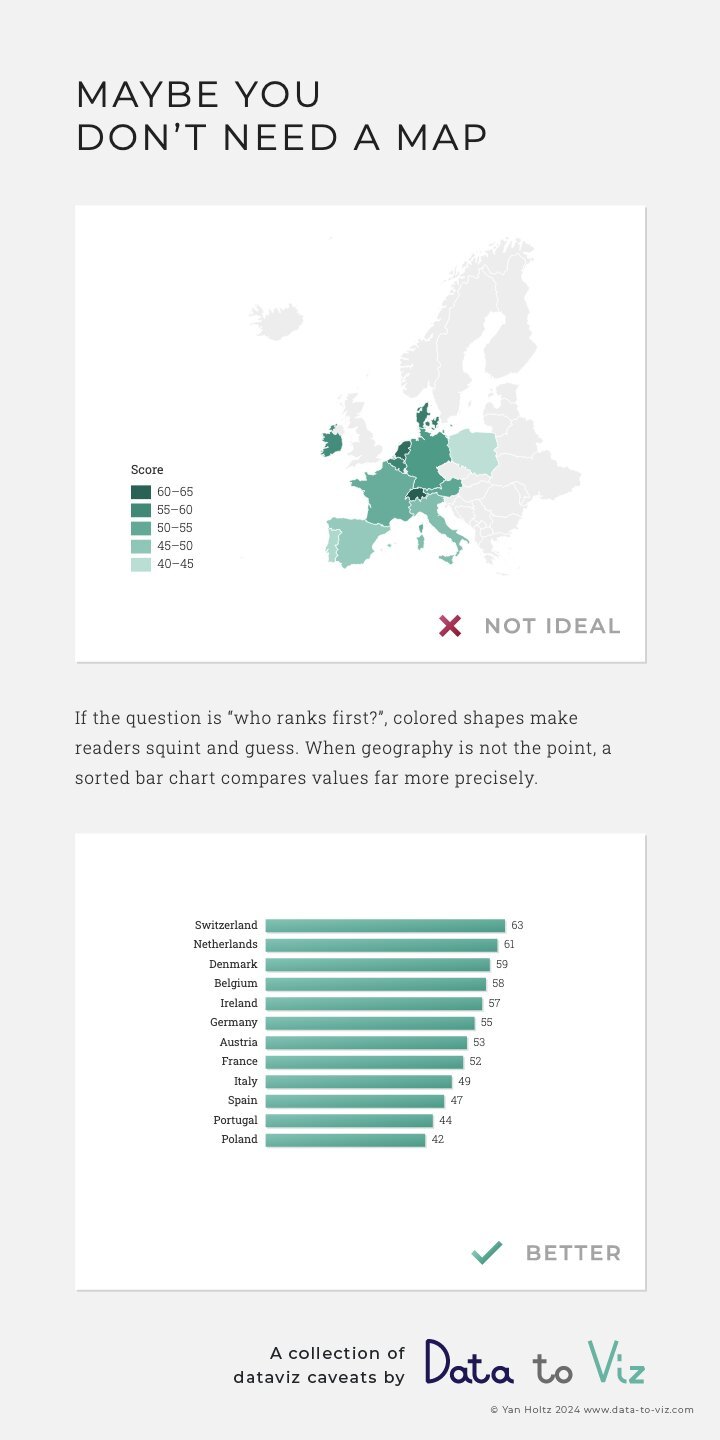 MAYBE YOU
DON’T NEED A MAP
Score
60–65
55–60
50–55
45–50
40–45
NOT IDEAL
If the question is “who ranks first?”, colored shapes make
readers squint and guess. When geography is not the point, a
sorted bar chart compares values far more precisely.
Switzerland 63
Netherlands 61
Denmark 59
Belgium 58
Ireland 57
Germany 55
Austria 53
France 52
Italy 49
Spain 47
Portugal 44
Poland 42
BETTER
A collection of
dataviz caveats by
Data to Viz
© Yan Holtz 2024 www.data-to-viz.com